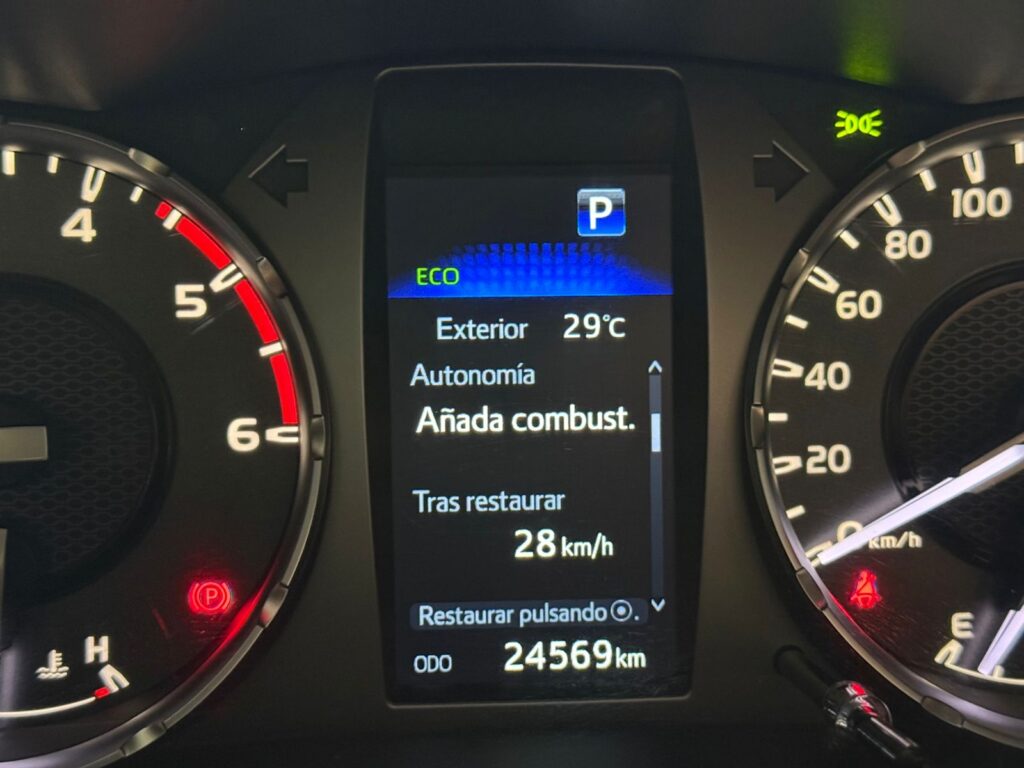 P
ECO
Exterior 29°C
Autonomía
Añada combust.
Tras restaurar
28 km/h
Restaurar pulsando ⦿.
ODO 24569 km
4
5
6
P
H
100
80
60
40
20
0
km/h
E